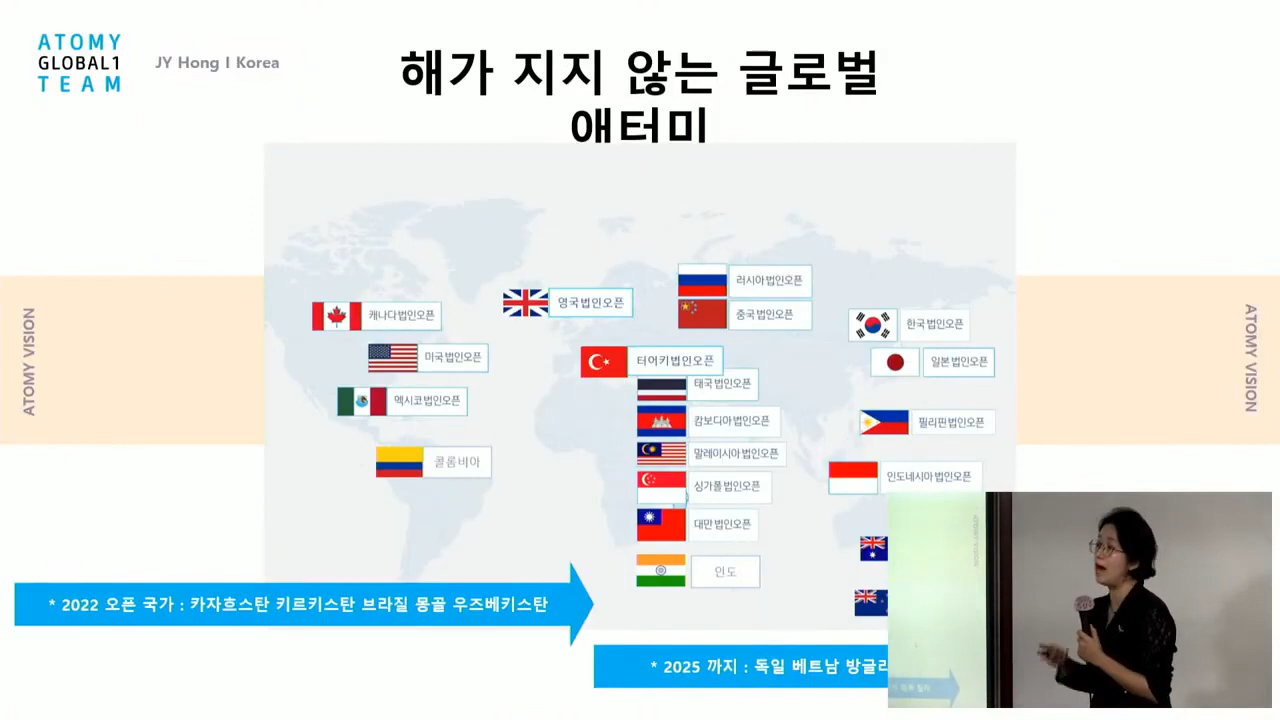 ATOMY
GLOBAL1
TEAM
JY Hong I Korea
해가 지지 않는 글로벌
애터미
ATOMY VISION
ATOMY VISION
러시아법인오픈
영국법인오픈
캐나다법인오픈
중국법인오픈
한국법인오픈
미국법인오픈
터어키법인오픈
일본법인오픈
태국법인오픈
멕시코법인오픈
캄보디아법인오픈
필리핀법인오픈
말레이시아법인오픈
콜롬비아
인도네시아법인오픈
싱가폴법인오픈
대만법인오픈
인도
* 2022 오픈 국가 : 카자흐스탄 키르키스탄 브라질 몽골 우즈베키스탄
* 2025 까지 : 독일 베트남